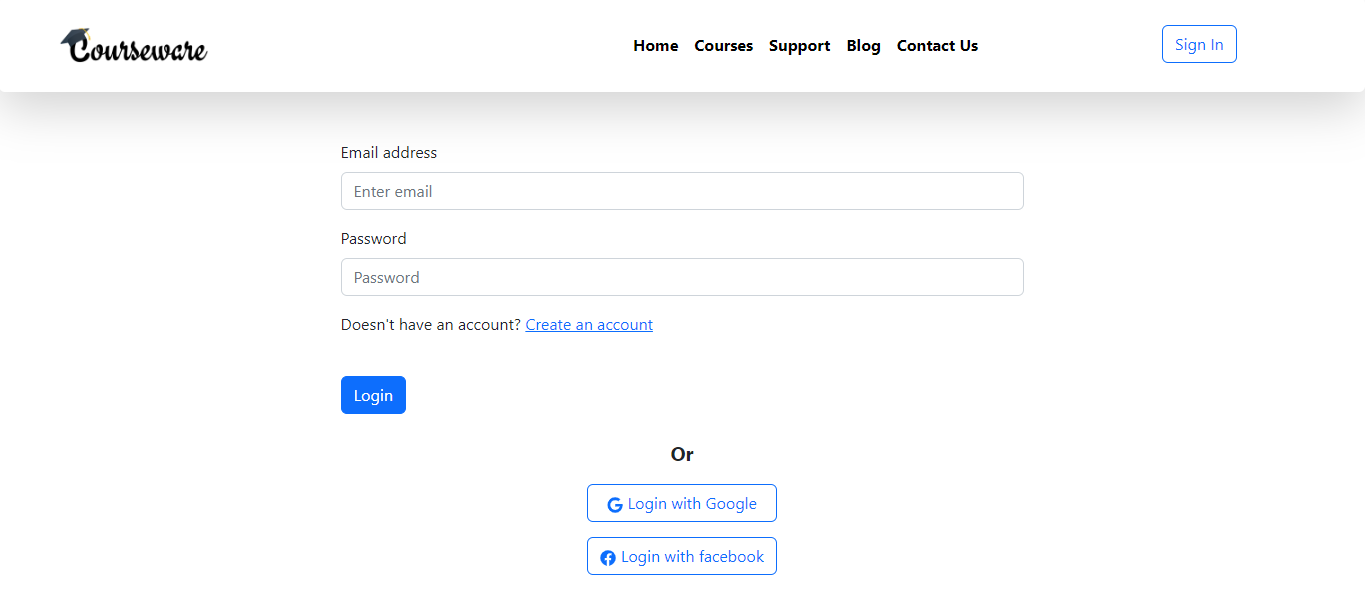 Courseware Home Courses Support Blog Contact Us Sign In
Email address
Enter email
Password
Password
Doesn't have an account? Create an account
Login
Or
Login with Google
Login with facebook